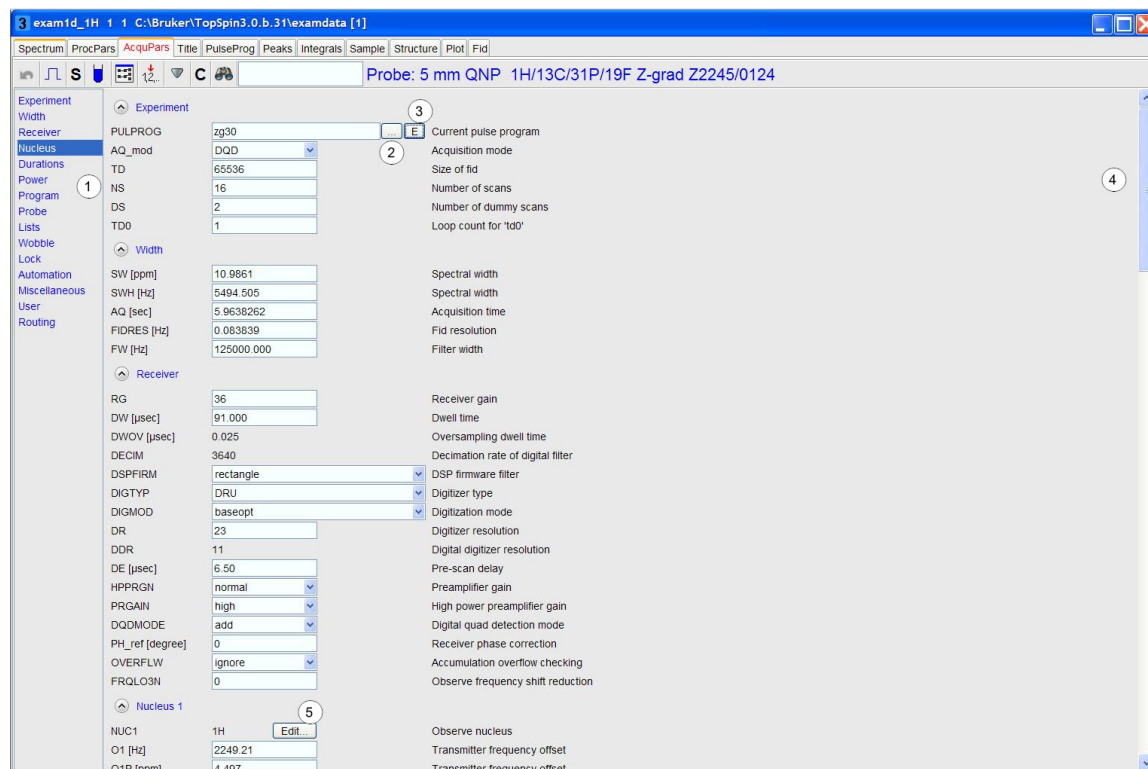 3 exam1d_1H 1 1 C:\Bruker\TopSpin3.0.b.31\examdata [1]
Spectrum ProcPars AcquPars Title PulseProg Peaks Integrals Sample Structure Plot Fid
S 1,2,.. C Probe: 5 mm QNP 1H/13C/31P/19F Z-grad Z2245/0124
Experiment
Width
Receiver
Nucleus
Durations
Power
Program
Probe
Lists
Wobble
Lock
Automation
Miscellaneous
User
Routing
1
Experiment
3
PULPROG zg30 ... E Current pulse program
2
AQ_mod DQD Acquisition mode
TD 65536 Size of fid
4
NS 16 Number of scans
DS 2 Number of dummy scans
TD0 1 Loop count for 'td0'
Width
SW [ppm] 10.9861 Spectral width
SWH [Hz] 5494.505 Spectral width
AQ [sec] 5.9638262 Acquisition time
FIDRES [Hz] 0.083839 Fid resolution
FW [Hz] 125000.000 Filter width
Receiver
RG 36 Receiver gain
DW [µsec] 91.000 Dwell time
DWOV [µsec] 0.025 Oversampling dwell time
DECIM 3640 Decimation rate of digital filter
DSPFIRM rectangle DSP firmware filter
DIGTYP DRU Digitizer type
DIGMOD baseopt Digitization mode
DR 23 Digitizer resolution
DDR 11 Digital digitizer resolution
DE [µsec] 6.50 Pre-scan delay
HPPRGN normal Preamplifier gain
PRGAIN high High power preamplifier gain
DQDMODE add Digital quad detection mode
PH_ref [degree] 0 Receiver phase correction
OVERFLW ignore Accumulation overflow checking
FRQLO3N 0 Observe frequency shift reduction
Nucleus 1
5
NUC1 1H Edit... Observe nucleus
O1 [Hz] 2249.21 Transmitter frequency offset
O1P [ppm] 4.497 Transmitter frequency offset